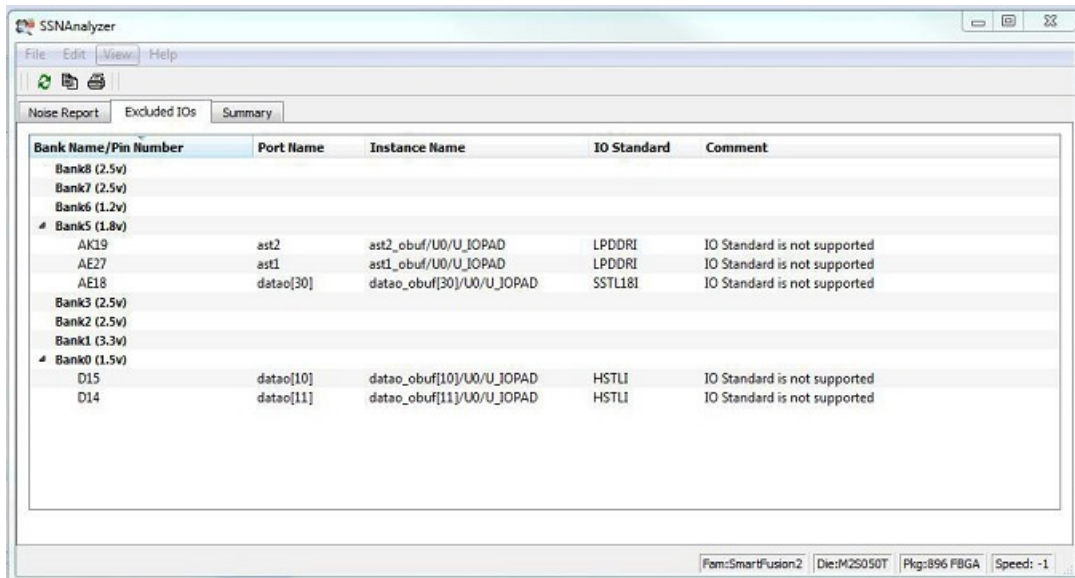 SSNAnalyzer
File Edit View Help
Noise Report Excluded IOs Summary
Bank Name/Pin Number Port Name Instance Name IO Standard Comment
Bank8 (2.5v)
Bank7 (2.5v)
Bank6 (1.2v)
Bank5 (1.8v)
AK19 ast2 ast2_obuf/U0/U_IOPAD LPDDRI IO Standard is not supported
AE27 ast1 ast1_obuf/U0/U_IOPAD LPDDRI IO Standard is not supported
AE18 datao[30] datao_obuf[30]/U0/U_IOPAD SSTL18I IO Standard is not supported
Bank3 (2.5v)
Bank2 (2.5v)
Bank1 (3.3v)
Bank0 (1.5v)
D15 datao[10] datao_obuf[10]/U0/U_IOPAD HSTLI IO Standard is not supported
D14 datao[11] datao_obuf[11]/U0/U_IOPAD HSTLI IO Standard is not supported
Fam:SmartFusion2 Die:M2S050T Pkg:896 FBGA Speed: -1